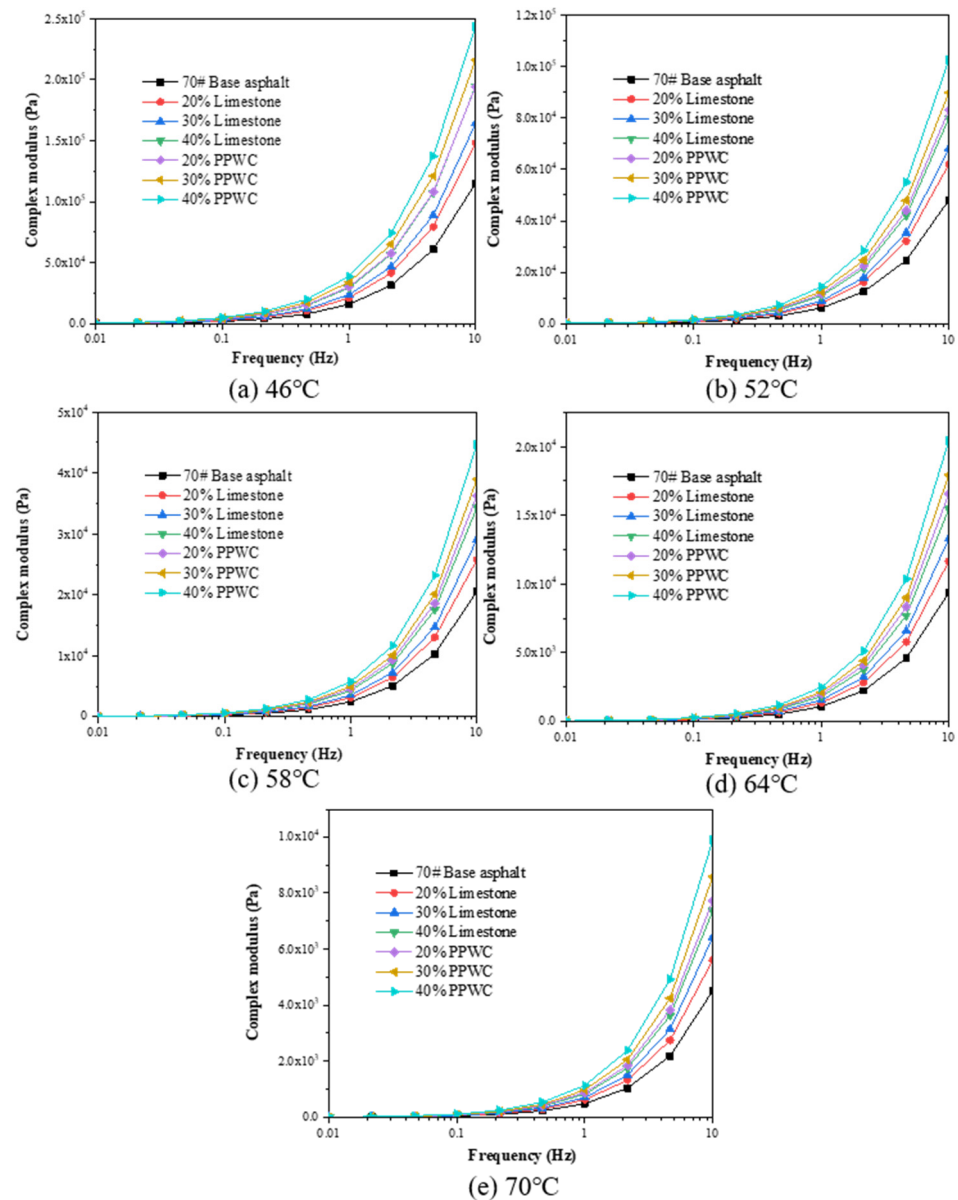 2.5x10⁵
2.0x10⁵
1.5x10⁵
1.0x10⁵
5.0x10⁴
0.0
Complex modulus (Pa)
70# Base asphalt
20% Limestone
30% Limestone
40% Limestone
20% PPWC
30% PPWC
40% PPWC
0.01 0.1 1 10
Frequency (Hz)
(a) 46°C
1.2x10⁵
1.0x10⁵
8.0x10⁴
6.0x10⁴
4.0x10⁴
2.0x10⁴
0.0
Complex modulus (Pa)
70# Base asphalt
20% Limestone
30% Limestone
40% Limestone
20% PPWC
30% PPWC
40% PPWC
0.01 0.1 1 10
Frequency (Hz)
(b) 52°C
5x10⁴
4x10⁴
3x10⁴
2x10⁴
1x10⁴
0
Complex modulus (Pa)
70# Base asphalt
20% Limestone
30% Limestone
40% Limestone
20% PPWC
30% PPWC
40% PPWC
0.01 0.1 1 10
Frequency (Hz)
(c) 58°C
2.0x10⁴
1.5x10⁴
1.0x10⁴
5.0x10³
0.0
Complex modulus (Pa)
70# Base asphalt
20% Limestone
30% Limestone
40% Limestone
20% PPWC
30% PPWC
40% PPWC
0.01 0.1 1 10
Frequency (Hz)
(d) 64°C
1.0x10⁴
8.0x10³
6.0x10³
4.0x10³
2.0x10³
0.0
Complex modulus (Pa)
70# Base asphalt
20% Limestone
30% Limestone
40% Limestone
20% PPWC
30% PPWC
40% PPWC
0.01 0.1 1 10
Frequency (Hz)
(e) 70°C